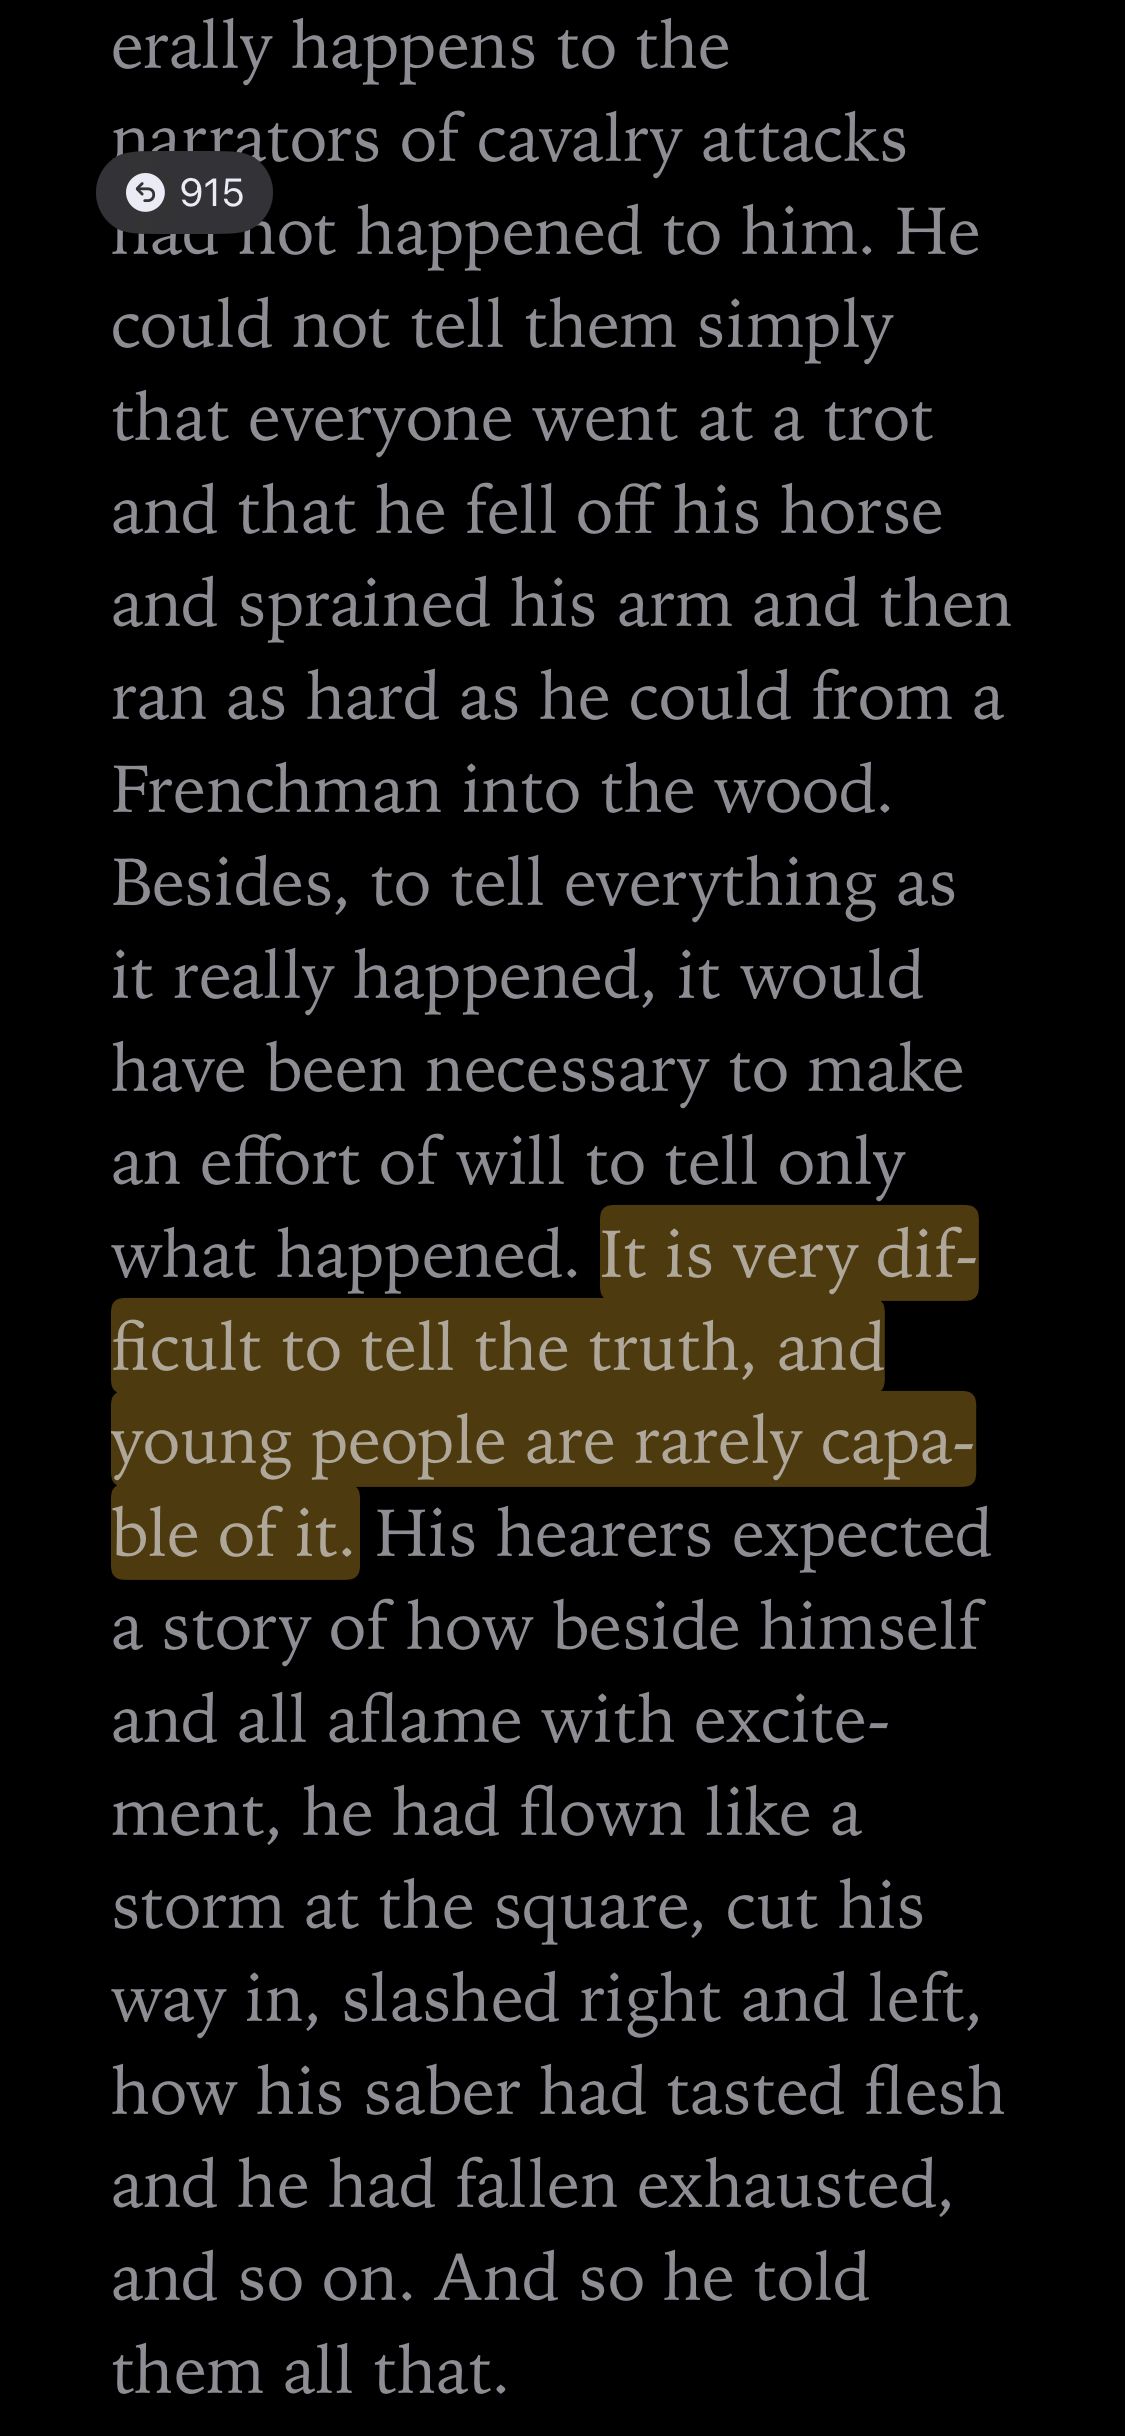 erally happens to the
narrators of cavalry attacks
915
had not happened to him. He
could not tell them simply
that everyone went at a trot
and that he fell off his horse
and sprained his arm and then
ran as hard as he could from a
Frenchman into the wood.
Besides, to tell everything as
it really happened, it would
have been necessary to make
an effort of will to tell only
what happened. It is very dif-
ficult to tell the truth, and
young people are rarely capa-
ble of it. His hearers expected
a story of how beside himself
and all aflame with excite-
ment, he had flown like a
storm at the square, cut his
way in, slashed right and left,
how his saber had tasted flesh
and he had fallen exhausted,
and so on. And so he told
them all that.